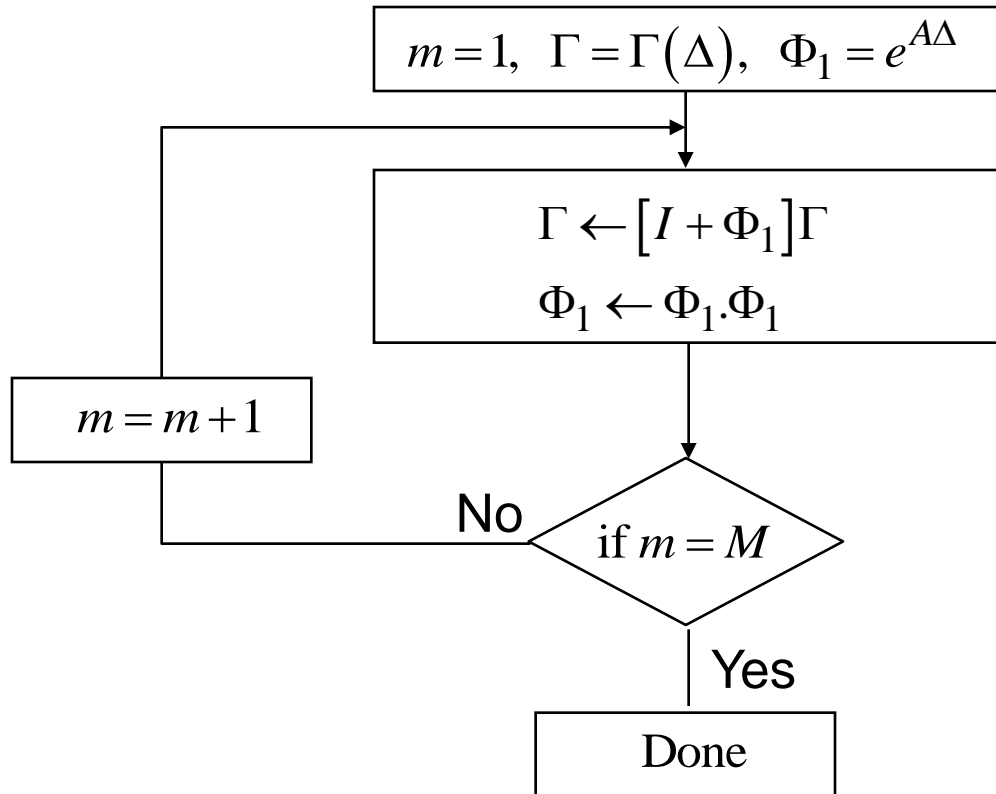 m = 1, Γ = Γ(Δ), Φ₁ = e^{AΔ}
Γ ← [I + Φ₁]Γ
Φ₁ ← Φ₁.Φ₁
m = m + 1
No
if m = M
Yes
Done